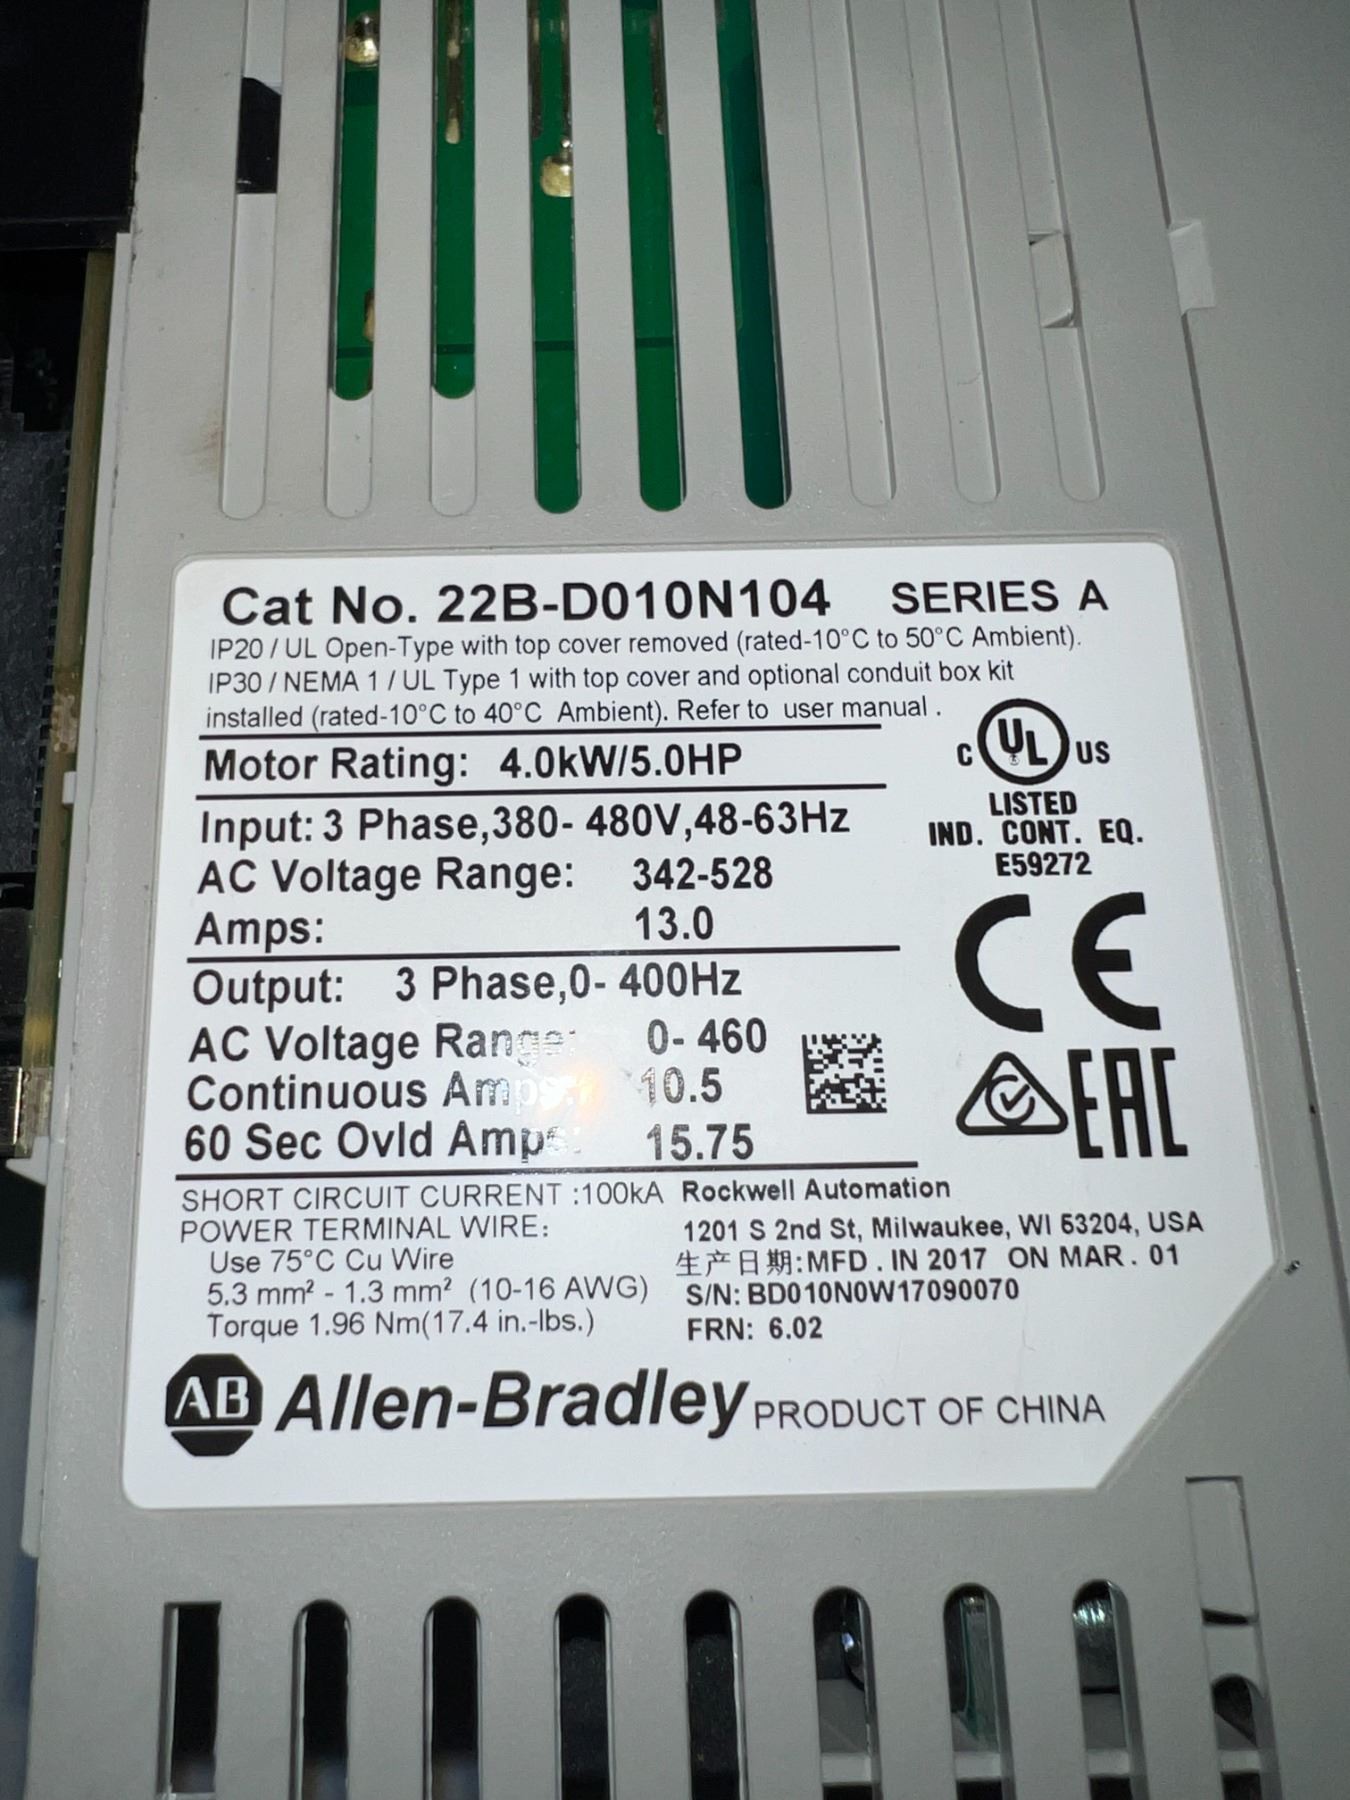 Cat No. 22B-D010N104 SERIES A
IP20 / UL Open-Type with top cover removed (rated-10°C to 50°C Ambient).
IP30 / NEMA 1 / UL Type 1 with top cover and optional conduit box kit
installed (rated-10°C to 40°C Ambient). Refer to user manual .
Motor Rating: 4.0kW/5.0HP
Input: 3 Phase,380- 480V,48-63Hz
AC Voltage Range: 342-528
Amps: 13.0
C UL US
LISTED
IND. CONT. EQ.
E59272
CE
EAC
Output: 3 Phase,0- 400Hz
AC Voltage Range: 0- 460
Continuous Amps: 10.5
60 Sec Ovld Amps: 15.75
SHORT CIRCUIT CURRENT :100kA
POWER TERMINAL WIRE:
Use 75°C Cu Wire
5.3 mm² - 1.3 mm² (10-16 AWG)
Torque 1.96 Nm(17.4 in.-lbs.)
Rockwell Automation
1201 S 2nd St, Milwaukee, WI 53204, USA
生产日期:MFD . IN 2017 ON MAR . 01
S/N: BD010N0W17090070
FRN: 6.02
AB Allen-Bradley PRODUCT OF CHINA